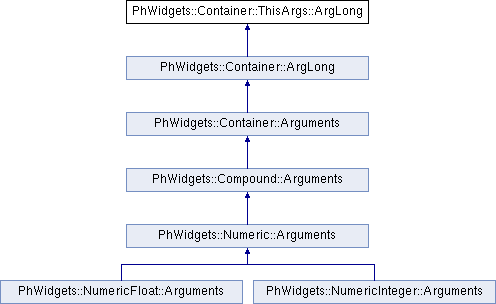 PhWidgets::Container::ThisArgs::ArgLong
PhWidgets::Container::ArgLong
PhWidgets::Container::Arguments
PhWidgets::Compound::Arguments
PhWidgets::Numeric::Arguments
PhWidgets::NumericFloat::Arguments
PhWidgets::NumericInteger::Arguments